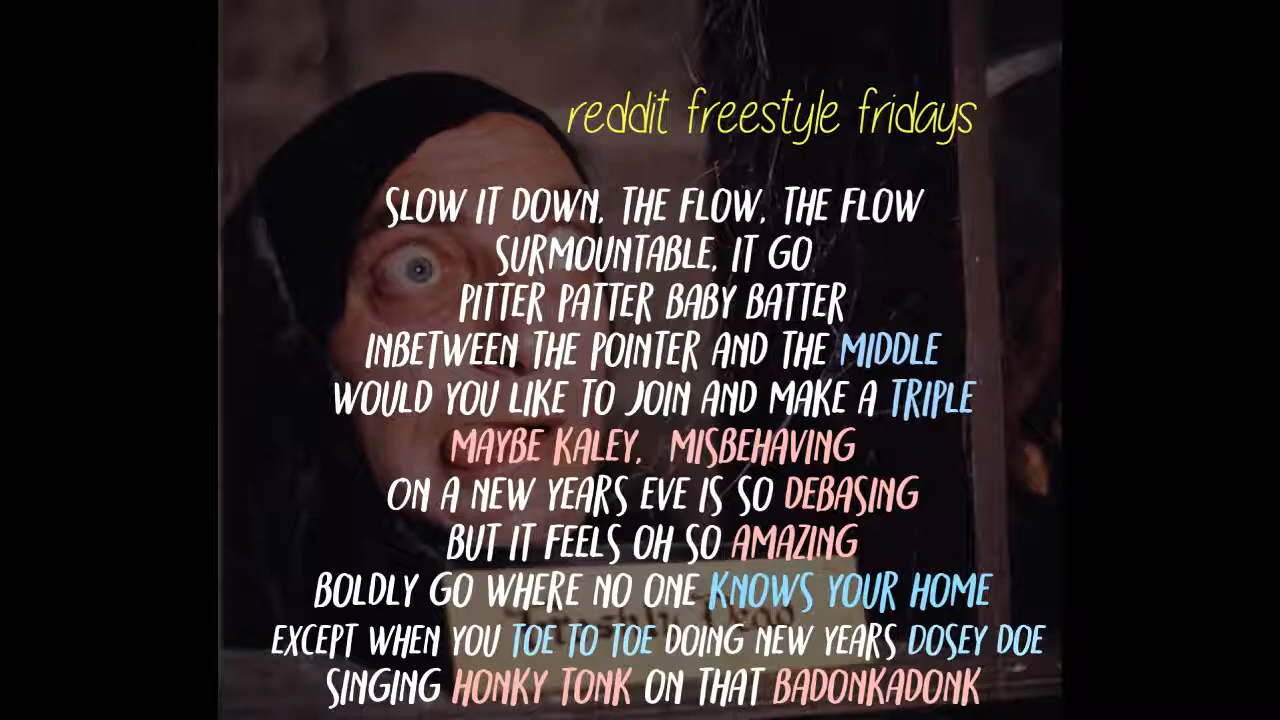 reddit freestyle fridays
SLOW IT DOWN, THE FLOW, THE FLOW
SURMOUNTABLE, IT GO
PITTER PATTER BABY BATTER
INBETWEEN THE POINTER AND THE MIDDLE
WOULD YOU LIKE TO JOIN AND MAKE A TRIPLE
MAYBE KALEY, MISBEHAVING
ON A NEW YEARS EVE IS SO DEBASING
BUT IT FEELS OH SO AMAZING
BOLDLY GO WHERE NO ONE KNOWS YOUR HOME
EXCEPT WHEN YOU TOE TO TOE DOING NEW YEARS DOSEY DOE
SINGING HONKY TONK ON THAT BADONKADONK